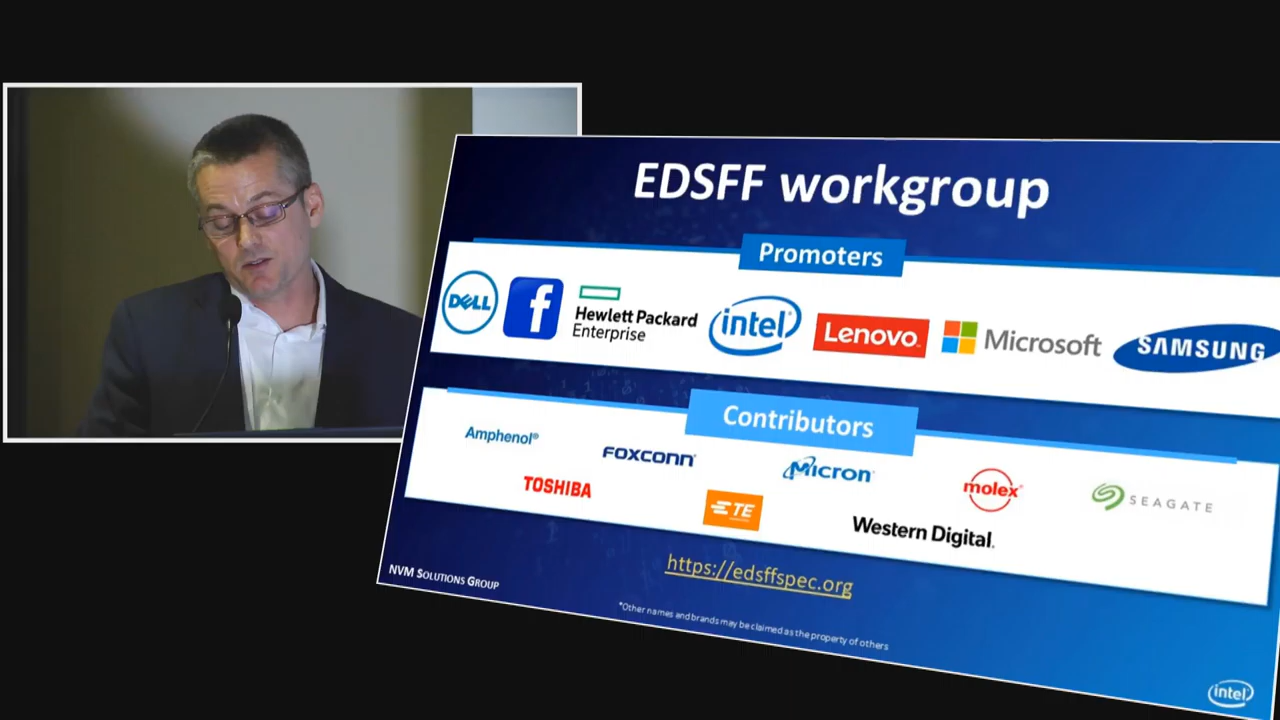 EDSFF workgroup
Promoters
DELL
f
Hewlett Packard
Enterprise
intel
Lenovo
Microsoft
SAMSUNG
Contributors
Amphenol®
FOXCONN
Micron
molex
SEAGATE
TOSHIBA
TE
Western Digital.
https://edsffspec.org
NVM SOLUTIONS GROUP
*Other names and brands may be claimed as the property of others
intel